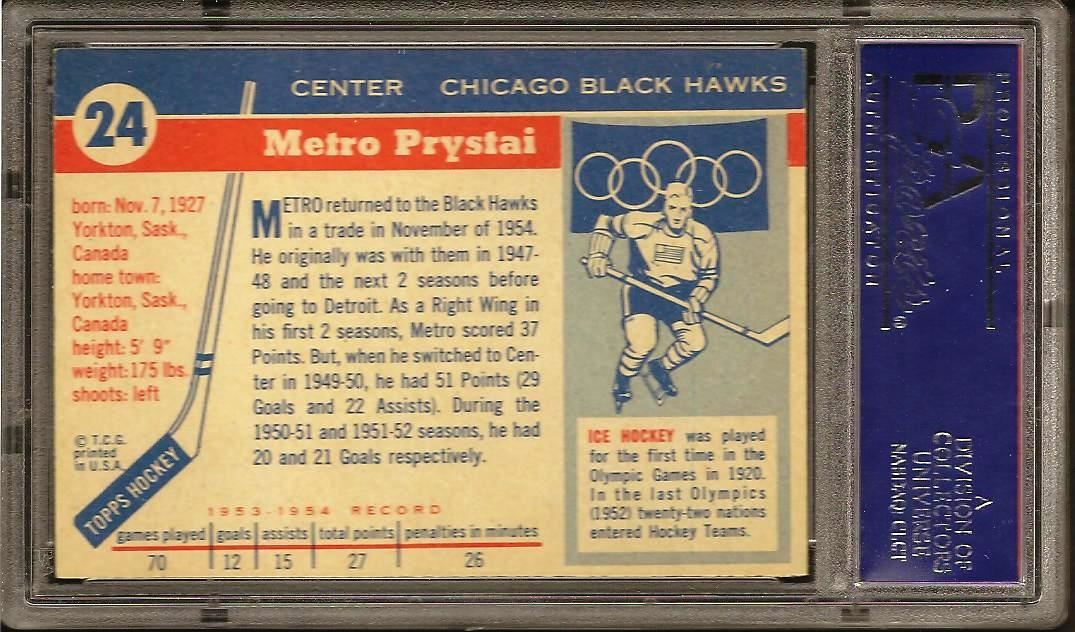 24
CENTER CHICAGO BLACK HAWKS
Metro Prystai
born: Nov. 7, 1927
Yorkton, Sask.,
Canada
home town:
Yorkton, Sask.,
Canada
height: 5' 9"
weight: 175 lbs.
shoots: left
© T.C.G.
printed
in U.S.A.
TOPPS HOCKEY
METRO returned to the Black Hawks
in a trade in November of 1954.
He originally was with them in 1947-
48 and the next 2 seasons before
going to Detroit. As a Right Wing in
his first 2 seasons, Metro scored 37
Points. But, when he switched to Cen-
ter in 1949-50, he had 51 Points (29
Goals and 22 Assists). During the
1950-51 and 1951-52 seasons, he had
20 and 21 Goals respectively.
ICE HOCKEY was played
for the first time in the
Olympic Games in 1920.
In the last Olympics
(1952) twenty-two nations
entered Hockey Teams.
1953-1954 RECORD
games played goals assists total points penalties in minutes
70 12 15 27 26
PROFESSIONAL
PSA
AUTHENTICATION
A
DIVISION OF
COLLECTORS
UNIVERSE
NASDAQ: CLCT